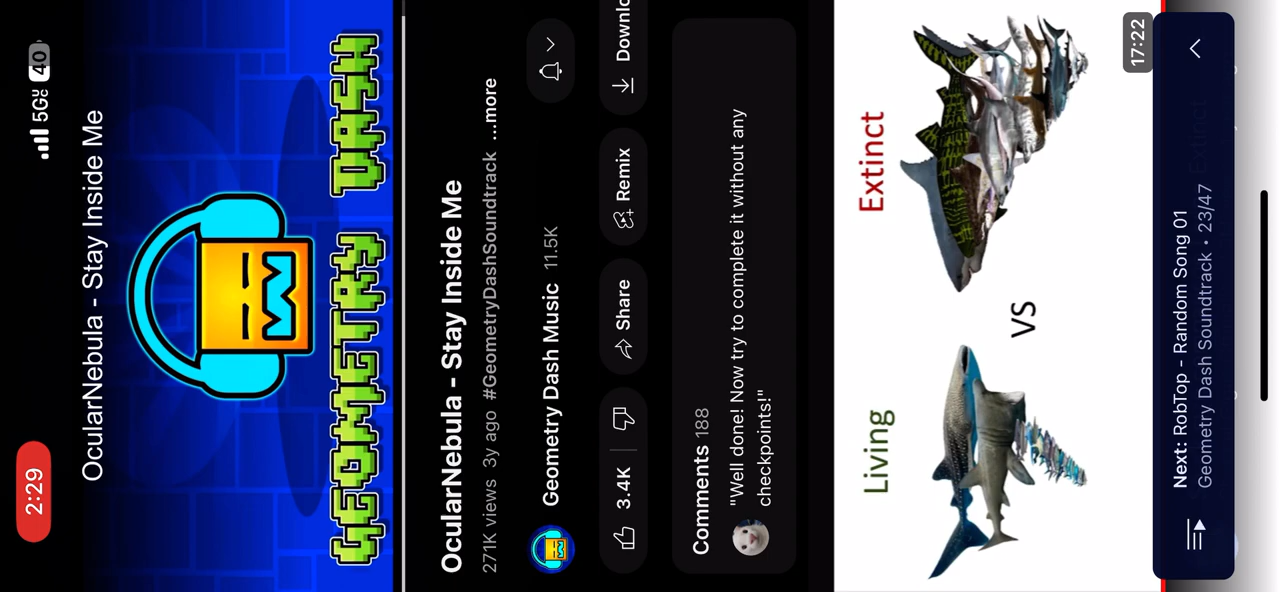 2:29
5G
40
OcularNebula - Stay Inside Me
GEOMETRY DASH
OcularNebula - Stay Inside Me
271K views 3y ago #GeometryDashSoundtrack ...more
Geometry Dash Music 11.5K
3.4K
Share
Remix
Downlo
Comments 188
"Well done! Now try to complete it without any
checkpoints!"
Living
VS
Extinct
17:22
Next: RobTop - Random Song 01
Geometry Dash Soundtrack • 23/47